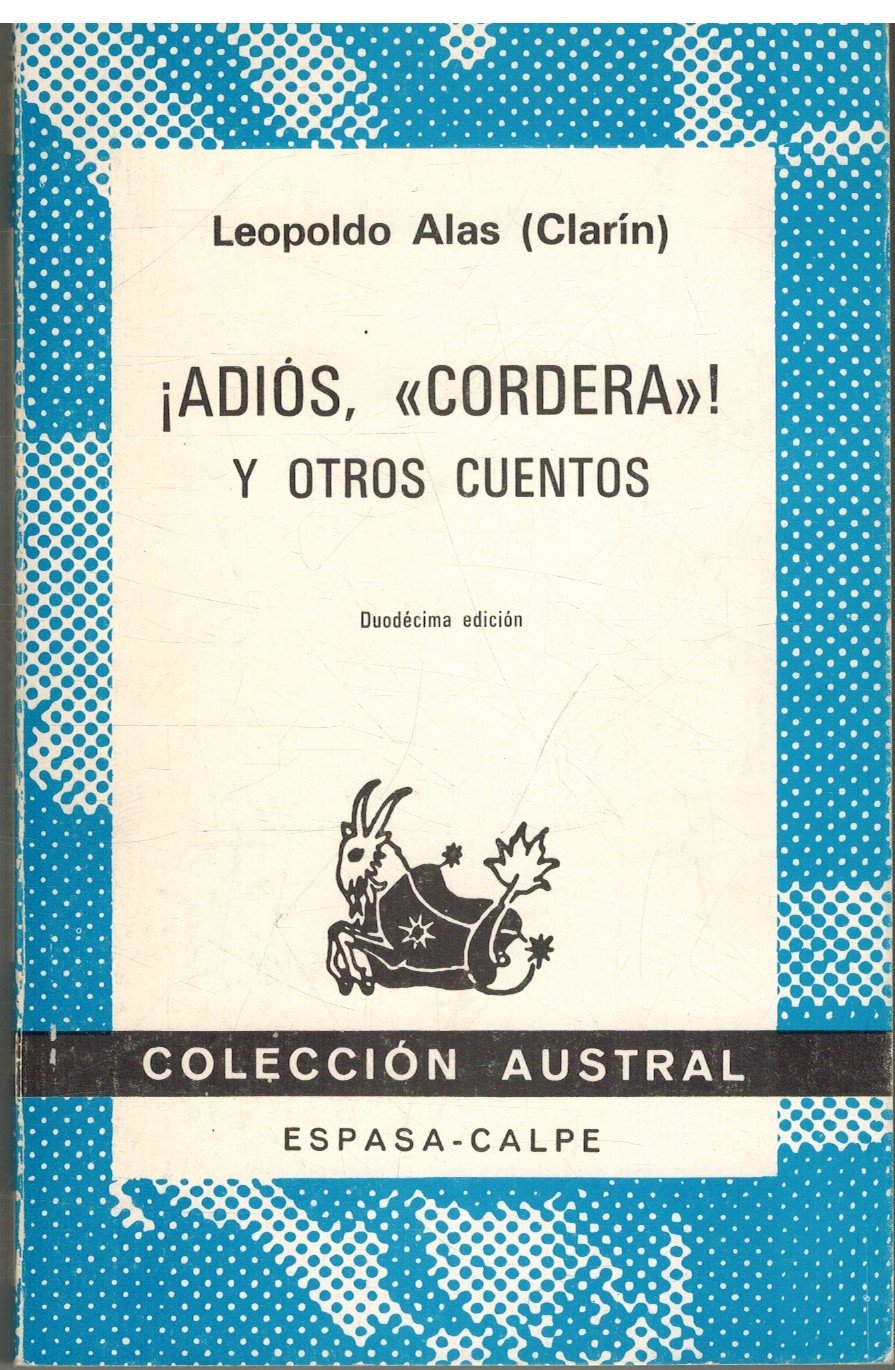 Leopoldo Alas (Clarín)
¡ADIÓS, «CORDERA»!
Y OTROS CUENTOS
Duodécima edición
COLECCIÓN AUSTRAL
ESPASA-CALPE